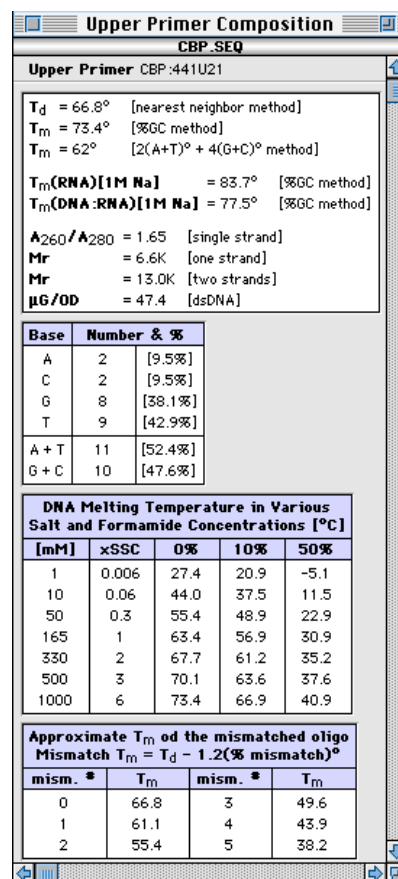 Upper Primer Composition
CBP.SEQ
Upper Primer CBP:441U21
Td = 66.8° [nearest neighbor method]
Tm = 73.4° [%GC method]
Tm = 62° [2(A+T)° + 4(G+C)° method]
Tm(RNA)[1M Na] = 83.7° [%GC method]
Tm(DNA:RNA)[1M Na] = 77.5° [%GC method]
A260/A280 = 1.65 [single strand]
Mr = 6.6K [one strand]
Mr = 13.0K [two strands]
µG/OD = 47.4 [dsDNA]
Base Number & %
A 2 [9.5%]
C 2 [9.5%]
G 8 [38.1%]
T 9 [42.9%]
A + T 11 [52.4%]
G + C 10 [47.6%]
DNA Melting Temperature in Various
Salt and Formamide Concentrations [°C]
[mM] xSSC 0% 10% 50%
1 0.006 27.4 20.9 -5.1
10 0.06 44.0 37.5 11.5
50 0.3 55.4 48.9 22.9
165 1 63.4 56.9 30.9
330 2 67.7 61.2 35.2
500 3 70.1 63.6 37.6
1000 6 73.4 66.9 40.9
Approximate Tm od the mismatched oligo
Mismatch Tm = Td - 1.2(% mismatch)°
mism. # Tm mism. # Tm
0 66.8 3 49.6
1 61.1 4 43.9
2 55.4 5 38.2